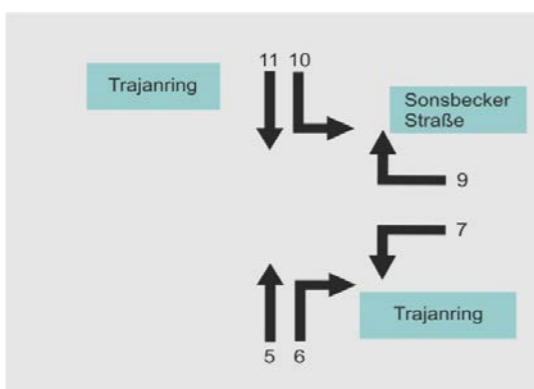 11 10
Trajanring
Sonsbecker
Straße
9
7
Trajanring
5 6